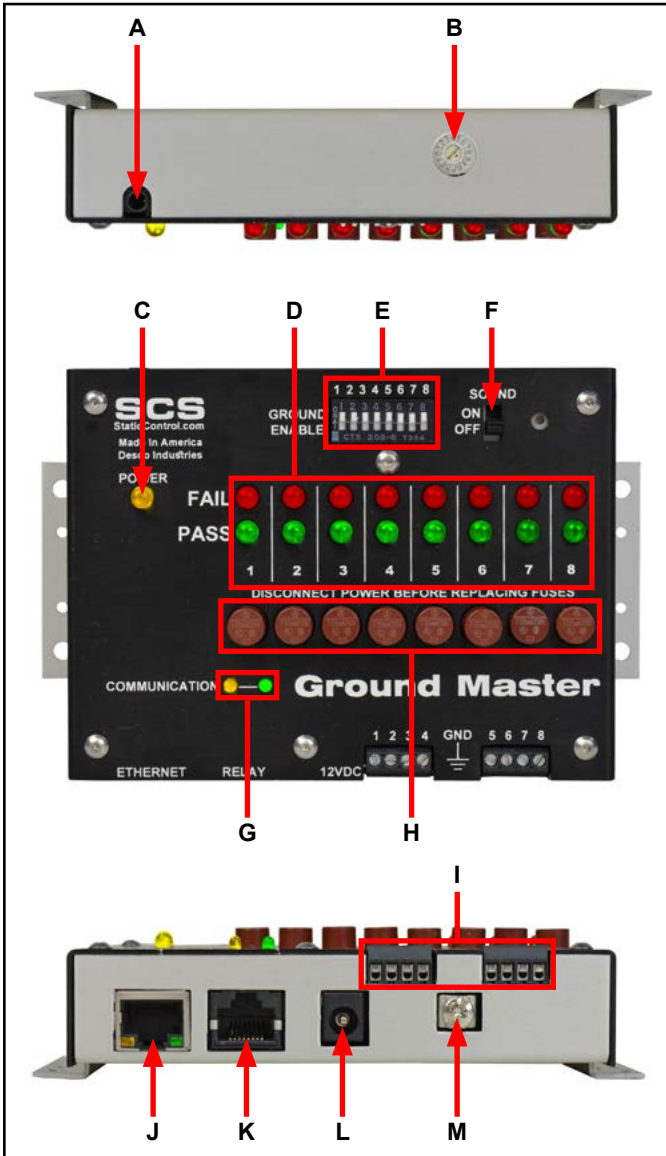 A B
C D E F
1 2 3 4 5 6 7 8
SOUND
SCS
StaticControl.com
GROUND
ENABLE
ON
OFF
Made In America
Desco Industries
POWER
FAIL
PASS
1 2 3 4 5 6 7 8
DISCONNECT POWER BEFORE REPLACING FUSES
COMMUNICATION
Ground Master
1 2 3 4 GND 5 6 7 8
ETHERNET RELAY 12VDC
G H
I
J K L M